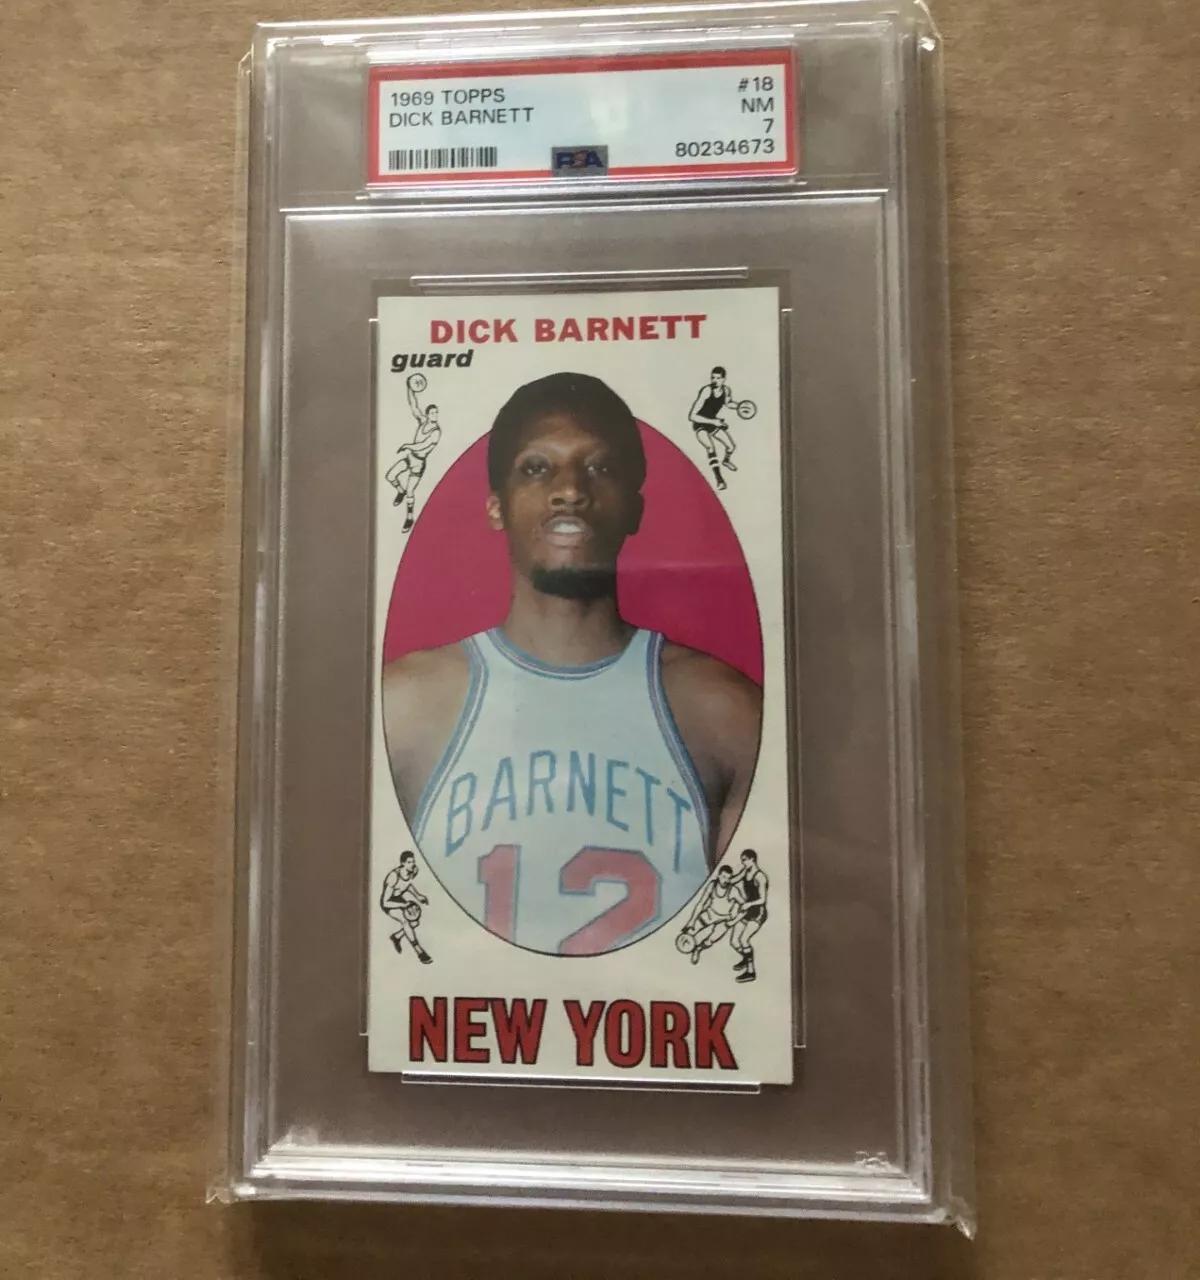 1969 TOPPS #18
DICK BARNETT NM
7
PSA 80234673
DICK BARNETT
guard
BARNETT
12
NEW YORK